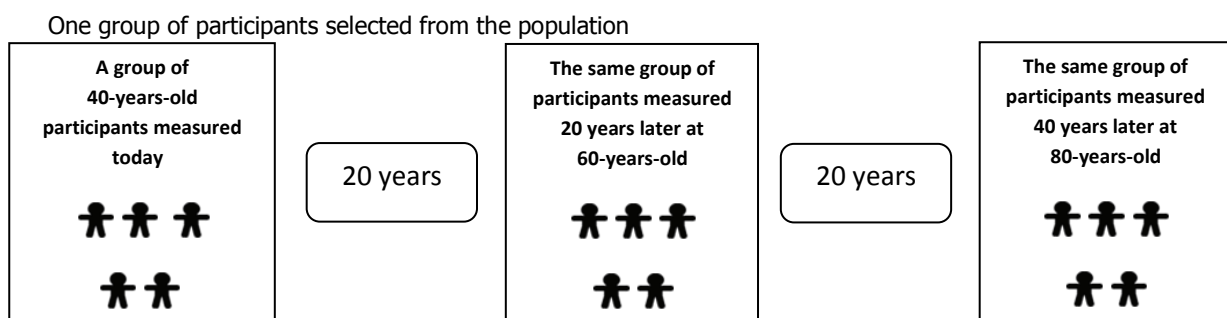 One group of participants selected from the population
A group of
40-years-old
participants measured
today
20 years
The same group of
participants measured
20 years later at
60-years-old
20 years
The same group of
participants measured
40 years later at
80-years-old